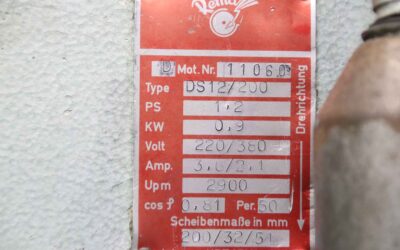 Rema
D Mot. Nr. 11060
Type DS12/200
PS 1,2
KW 0,9
Volt 220/380
Amp. 3,6/2,1
Upm 2900
cos φ 0,81 Per. 50
Scheibenmaße in mm
200/32/51
Drehrichtung